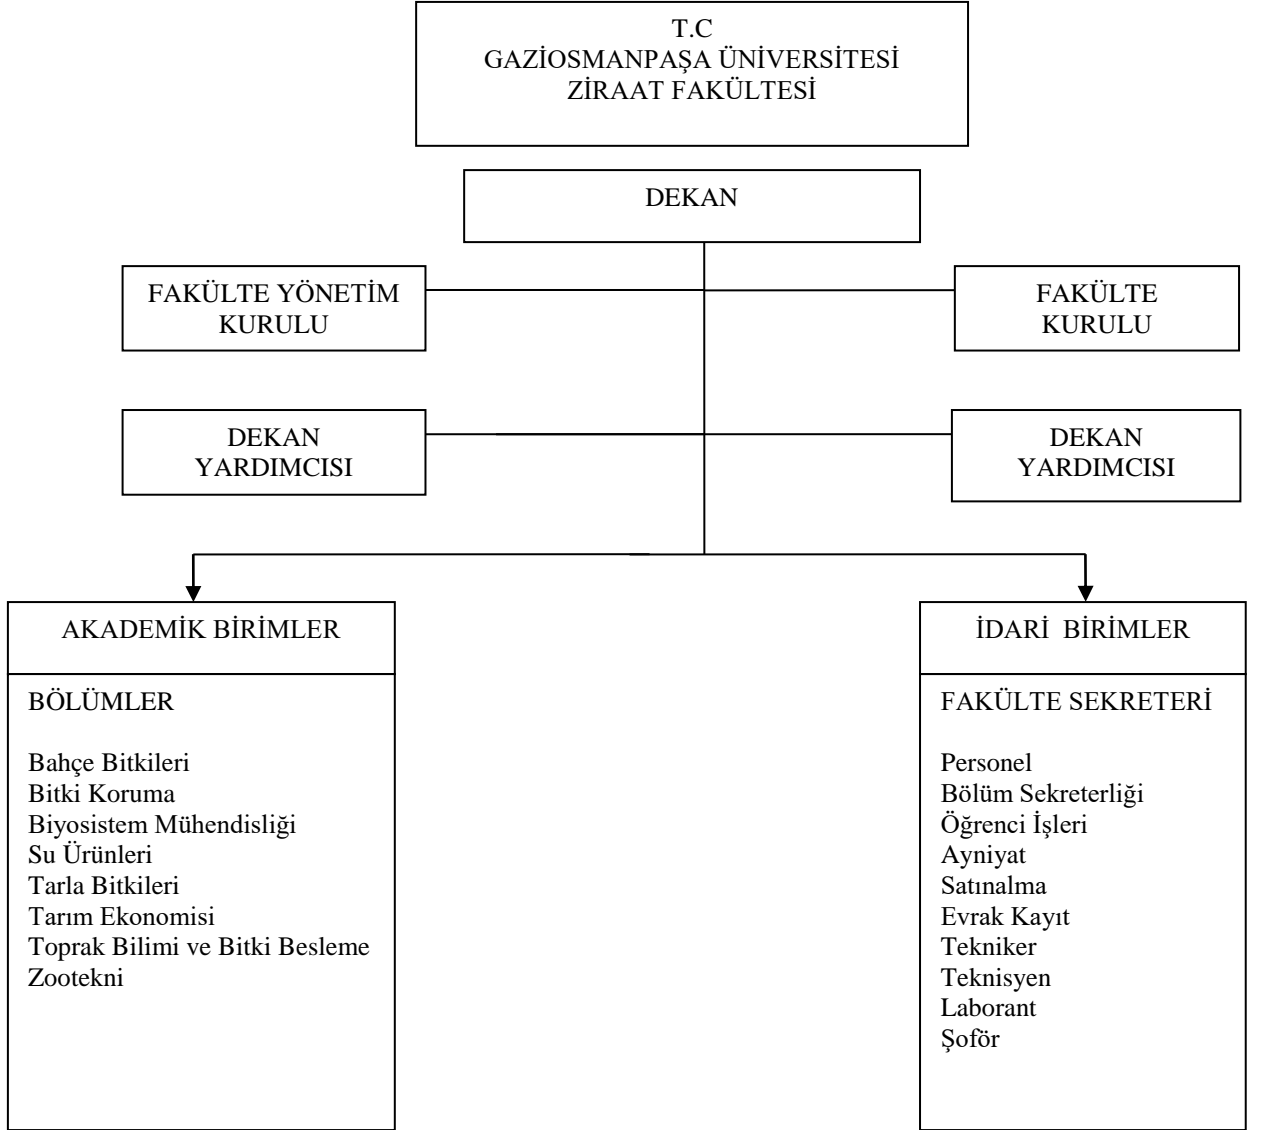 T.C
GAZİOSMANPAŞA ÜNİVERSİTESİ
ZİRAAT FAKÜLTESİ
DEKAN
FAKÜLTE YÖNETİM
KURULU
FAKÜLTE
KURULU
DEKAN
YARDIMCISI
DEKAN
YARDIMCISI
AKADEMİK BİRİMLER
BÖLÜMLER
Bahçe Bitkileri
Bitki Koruma
Biyosistem Mühendisliği
Su Ürünleri
Tarla Bitkileri
Tarım Ekonomisi
Toprak Bilimi ve Bitki Besleme
Zootekni
İDARİ BİRİMLER
FAKÜLTE SEKRETERİ
Personel
Bölüm Sekreterliği
Öğrenci İşleri
Ayniyat
Satınalma
Evrak Kayıt
Tekniker
Teknisyen
Laborant
Şoför